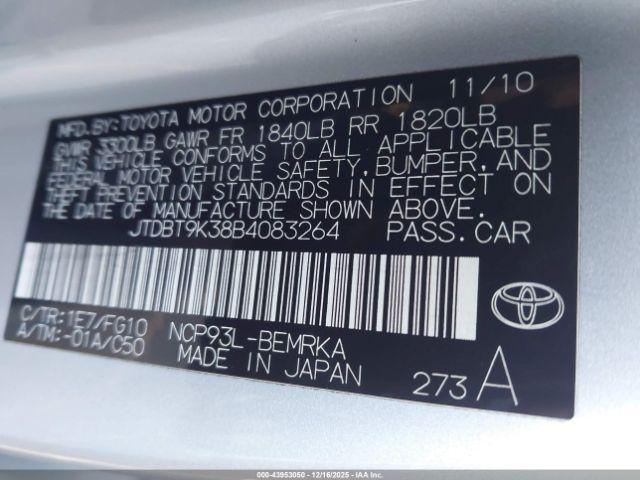 MFD.BY:TOYOTA MOTOR CORPORATION 11/10
GVWR 3300LB GAWR FR 1840LB RR 1820LB
THIS VEHICLE CONFORMS TO ALL APPLICABLE
FEDERAL MOTOR VEHICLE SAFETY,BUMPER,AND
THEFT PREVENTION STANDARDS IN EFFECT ON
THE DATE OF MANUFACTURE SHOWN ABOVE.
JTDBT9K38B4083264 PASS.CAR
C/TR:1E7/FG10 NCP93L-BEMRKA
A/TM:-01A/C50 MADE IN JAPAN 273 A
000-43953050 - 12/16/2025 - IAAI.com